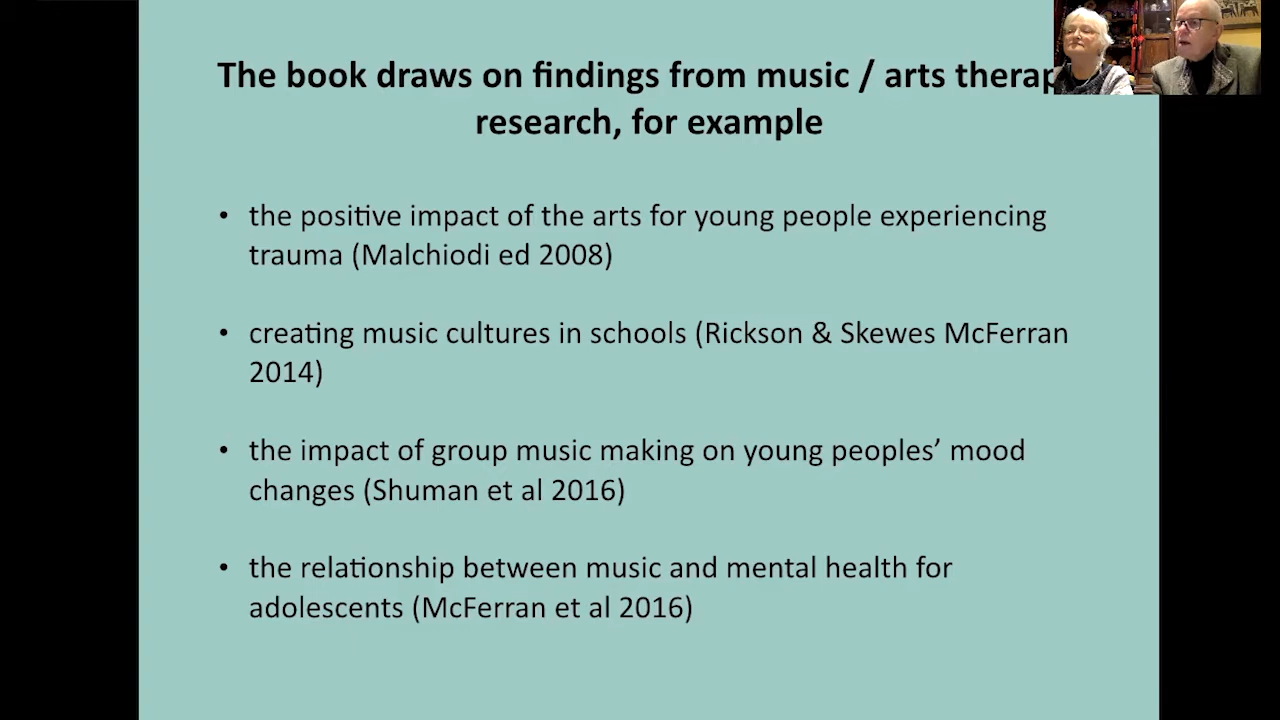 The book draws on findings from music / arts therap
research, for example
• the positive impact of the arts for young people experiencing
trauma (Malchiodi ed 2008)
• creating music cultures in schools (Rickson & Skewes McFerran
2014)
• the impact of group music making on young peoples’ mood
changes (Shuman et al 2016)
• the relationship between music and mental health for
adolescents (McFerran et al 2016)